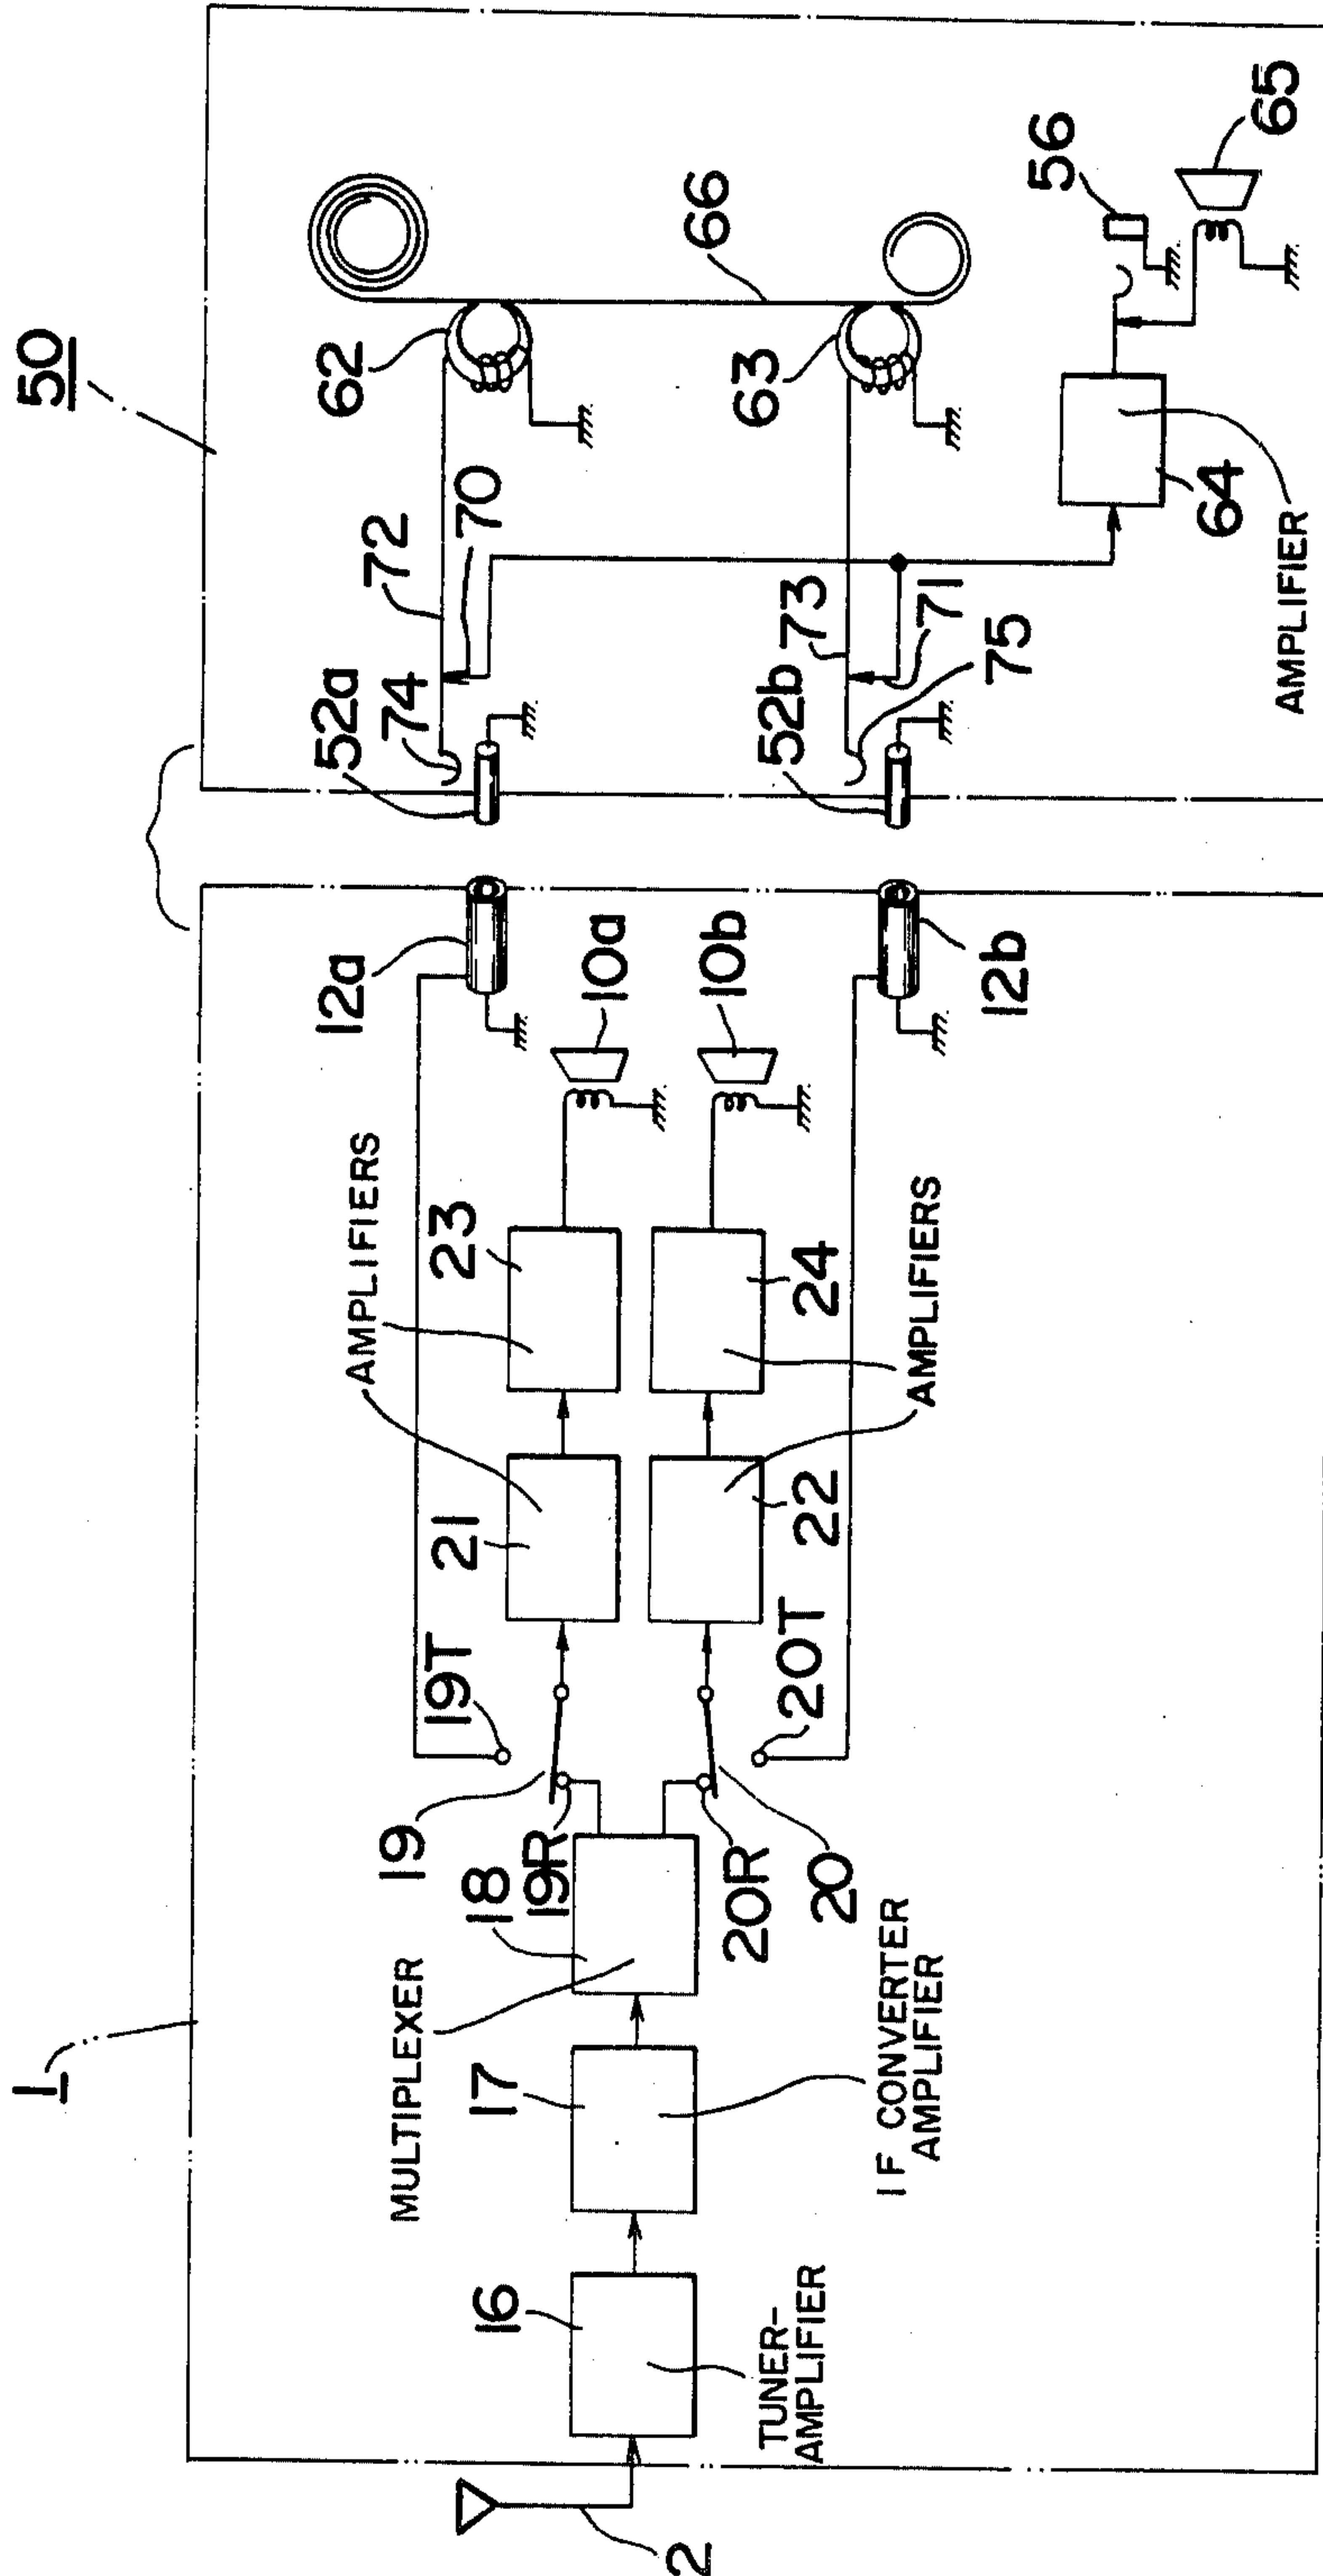 1
50
2
16
TUNER-
AMPLIFIER
17
IF CONVERTER
AMPLIFIER
MULTIPLEXER
18
19
19R
19T
20R
20
20T
21
22
AMPLIFIERS
23
24
AMPLIFIERS
10a
10b
12a
12b
52a
74
72
70
62
52b
73
71
75
63
66
64
AMPLIFIER
56
65